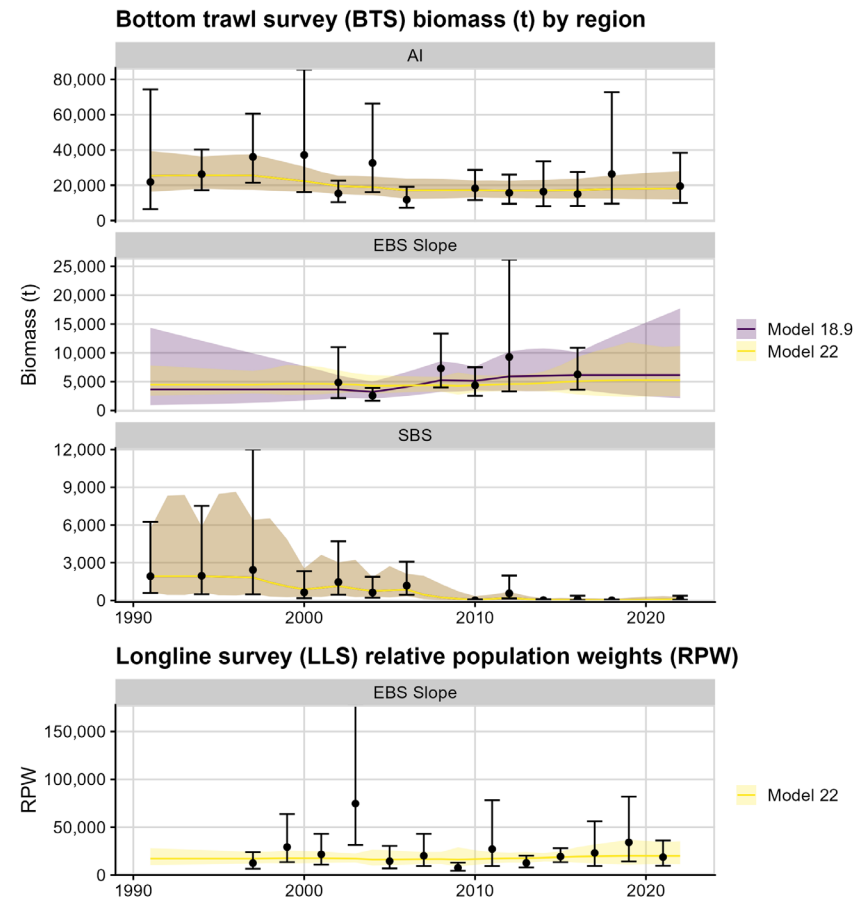 Bottom trawl survey (BTS) biomass (t) by region
AI
80,000
60,000
40,000
20,000
0
EBS Slope
25,000
20,000
15,000
10,000
5,000
0
Biomass (t)
Model 18.9
Model 22
SBS
12,000
9,000
6,000
3,000
0
1990
2000
2010
2020
Longline survey (LLS) relative population weights (RPW)
EBS Slope
150,000
100,000
50,000
0
RPW
Model 22
1990
2000
2010
2020